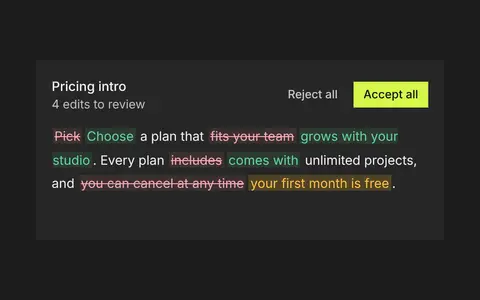 Pricing intro
4 edits to review
Reject all
Accept all
Pick Choose a plan that fits your team grows with your
studio. Every plan includes comes with unlimited projects,
and you can cancel at any time your first month is free.